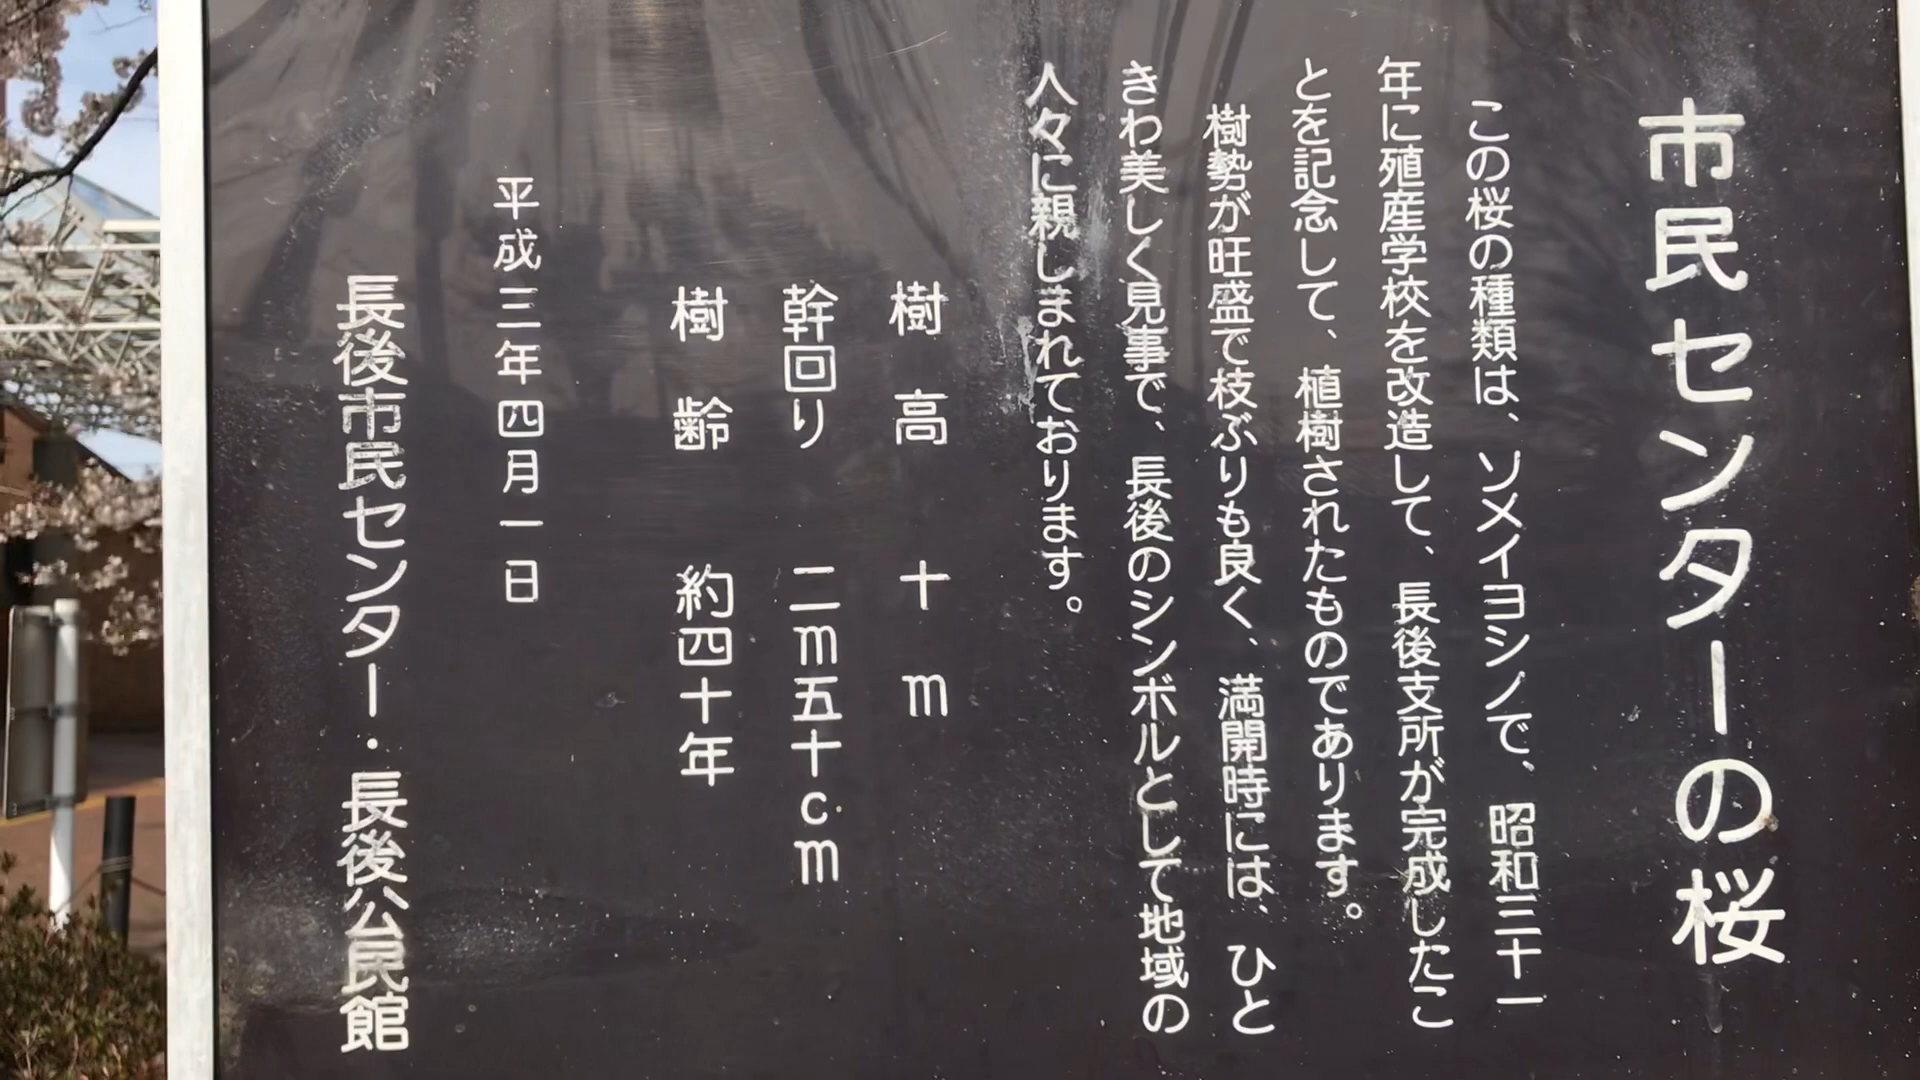 市民センターの桜
この桜の種類は、ソメイヨシノで、昭和三十一
年に殖産学校を改造して、長後支所が完成したこ
とを記念して、植樹されたものであります。
樹勢が旺盛で枝ぶりも良く、満開時には、ひと
きわ美しく見事で、長後のシンボルとして地域の
人々に親しまれております。
樹高 十m
幹回り 二m五十cm
樹齢 約四十年
平成三年四月一日
長後市民センター・長後公民館